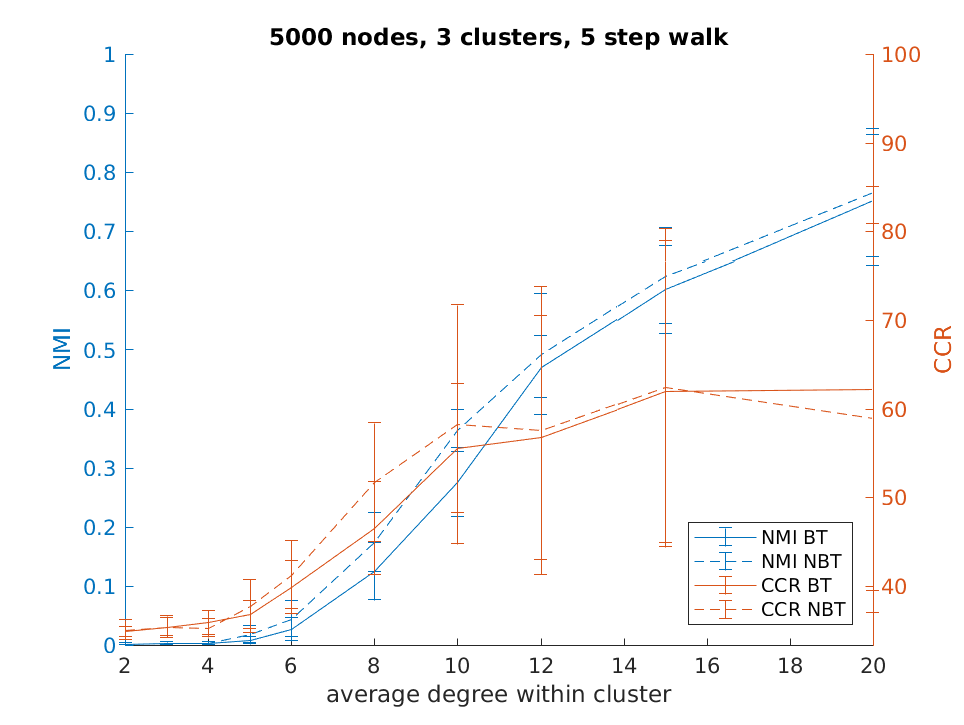 5000 nodes, 3 clusters, 5 step walk
1
0.9
0.8
0.7
0.6
0.5
0.4
0.3
0.2
0.1
0
NMI
100
90
80
70
60
50
40
CCR
NMI BT
NMI NBT
CCR BT
CCR NBT
2 4 6 8 10 12 14 16 18 20
average degree within cluster